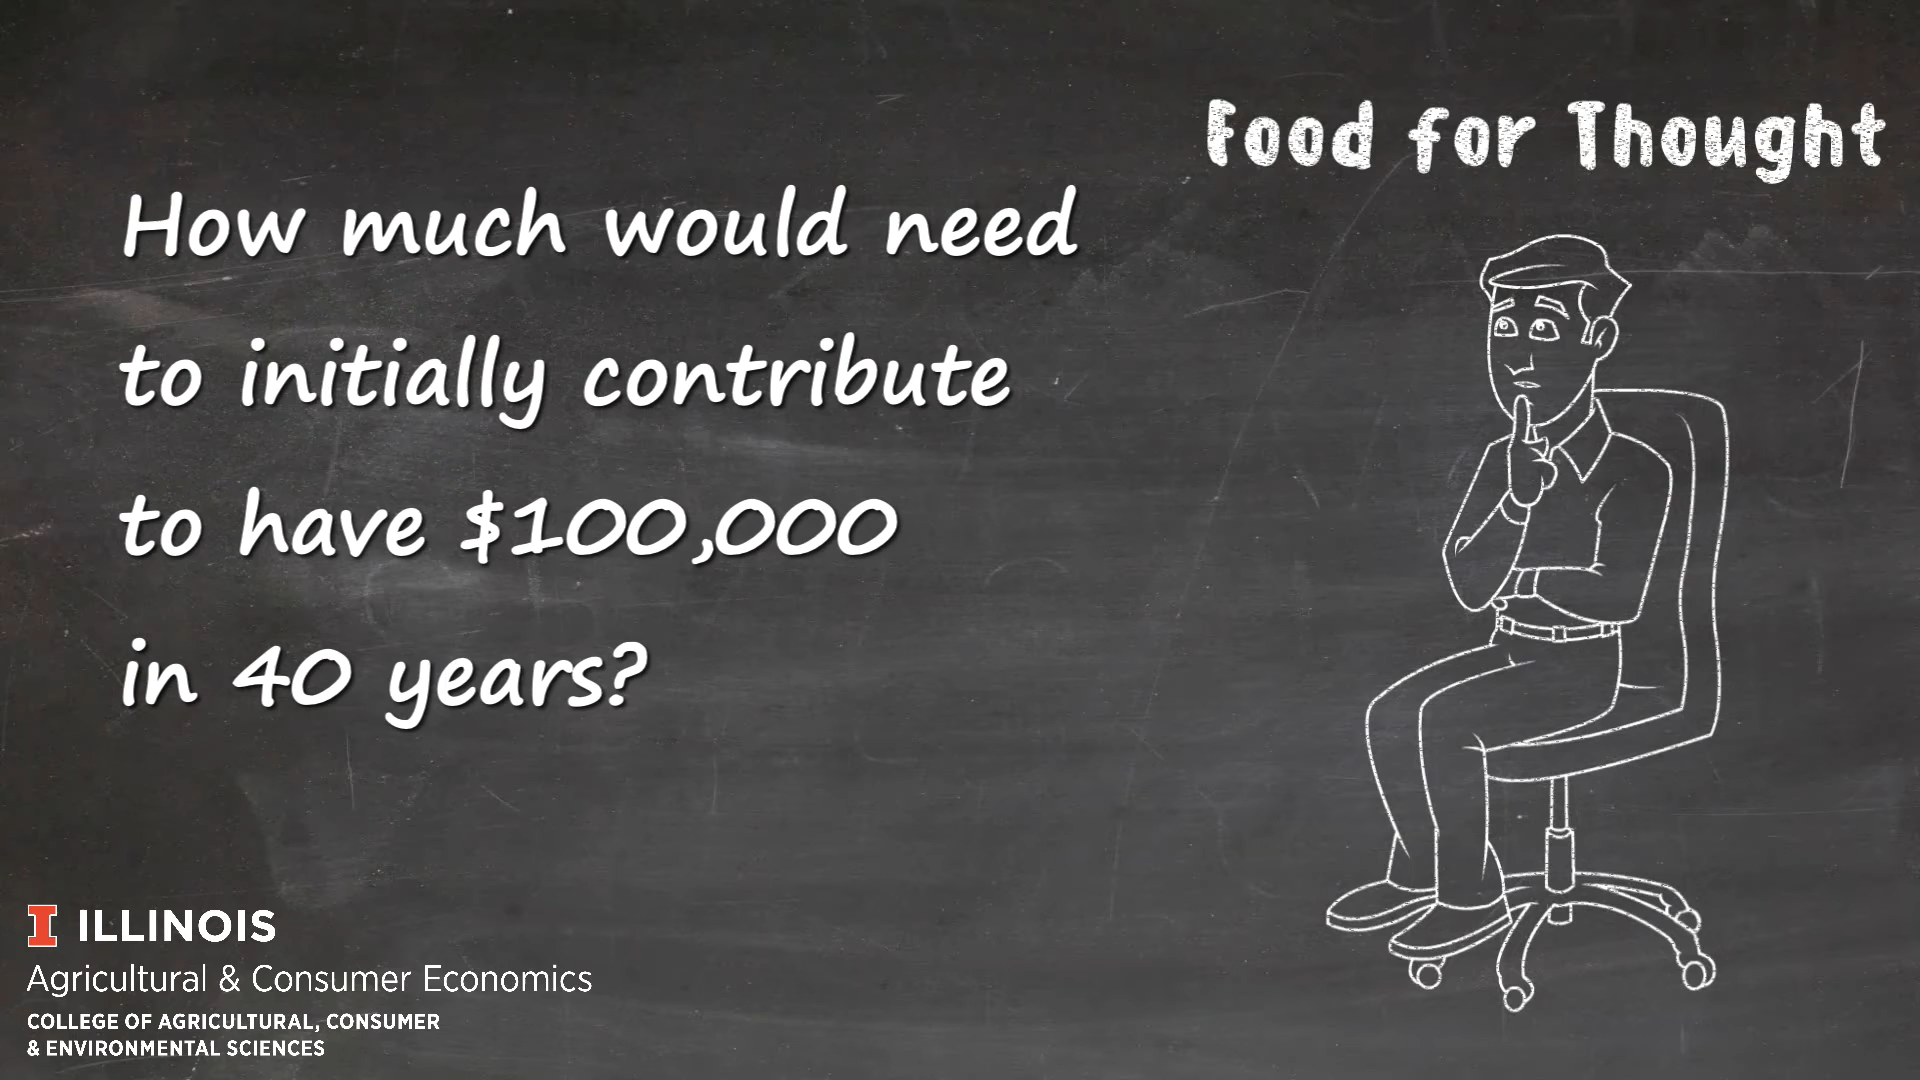 Food for Thought
How much would need
to initially contribute
to have $100,000
in 40 years?
I ILLINOIS
Agricultural & Consumer Economics
COLLEGE OF AGRICULTURAL, CONSUMER
& ENVIRONMENTAL SCIENCES